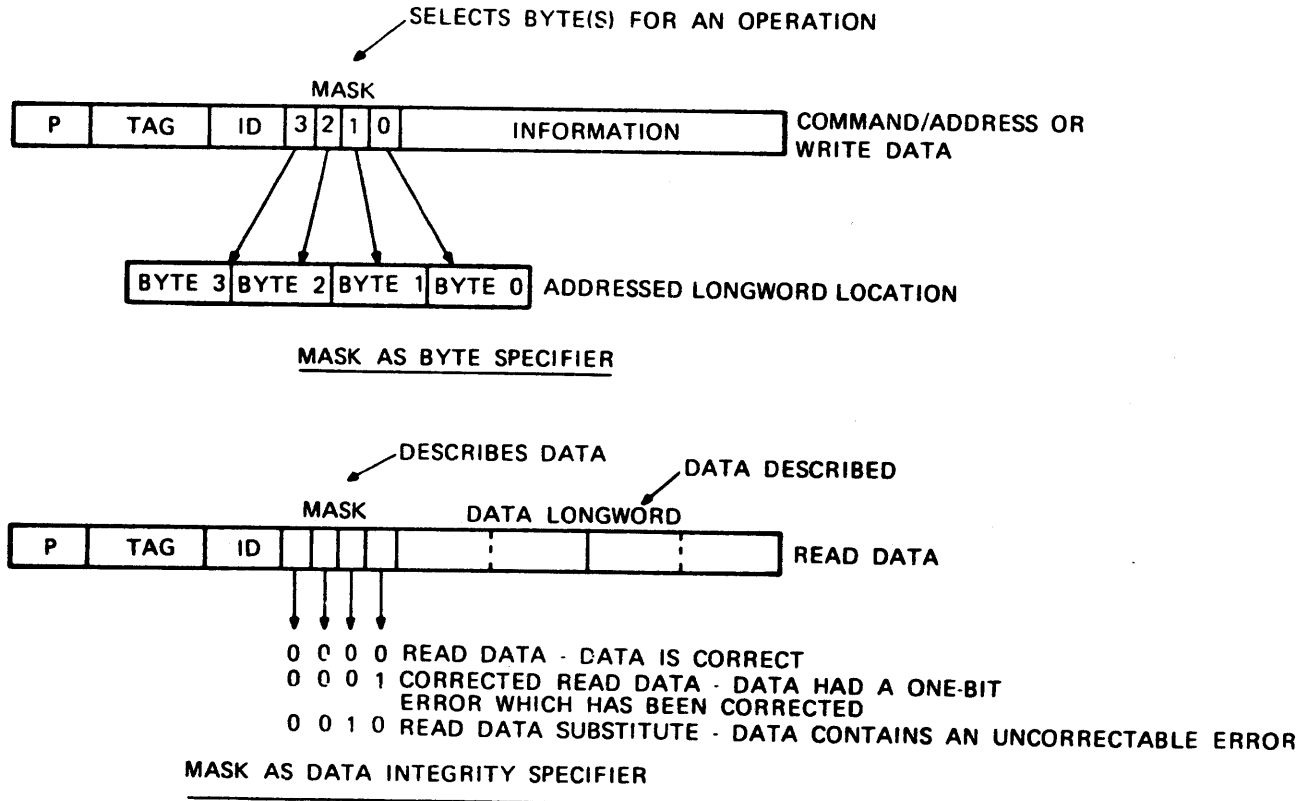 SELECTS BYTE(S) FOR AN OPERATION
MASK
P TAG ID 3 2 1 0 INFORMATION
COMMAND/ADDRESS OR
WRITE DATA
BYTE 3 BYTE 2 BYTE 1 BYTE 0 ADDRESSED LONGWORD LOCATION
MASK AS BYTE SPECIFIER
DESCRIBES DATA
DATA DESCRIBED
MASK DATA LONGWORD
P TAG ID READ DATA
0 0 0 0 READ DATA - DATA IS CORRECT
0 0 0 1 CORRECTED READ DATA - DATA HAD A ONE-BIT
ERROR WHICH HAS BEEN CORRECTED
0 0 1 0 READ DATA SUBSTITUTE - DATA CONTAINS AN UNCORRECTABLE ERROR
MASK AS DATA INTEGRITY SPECIFIER